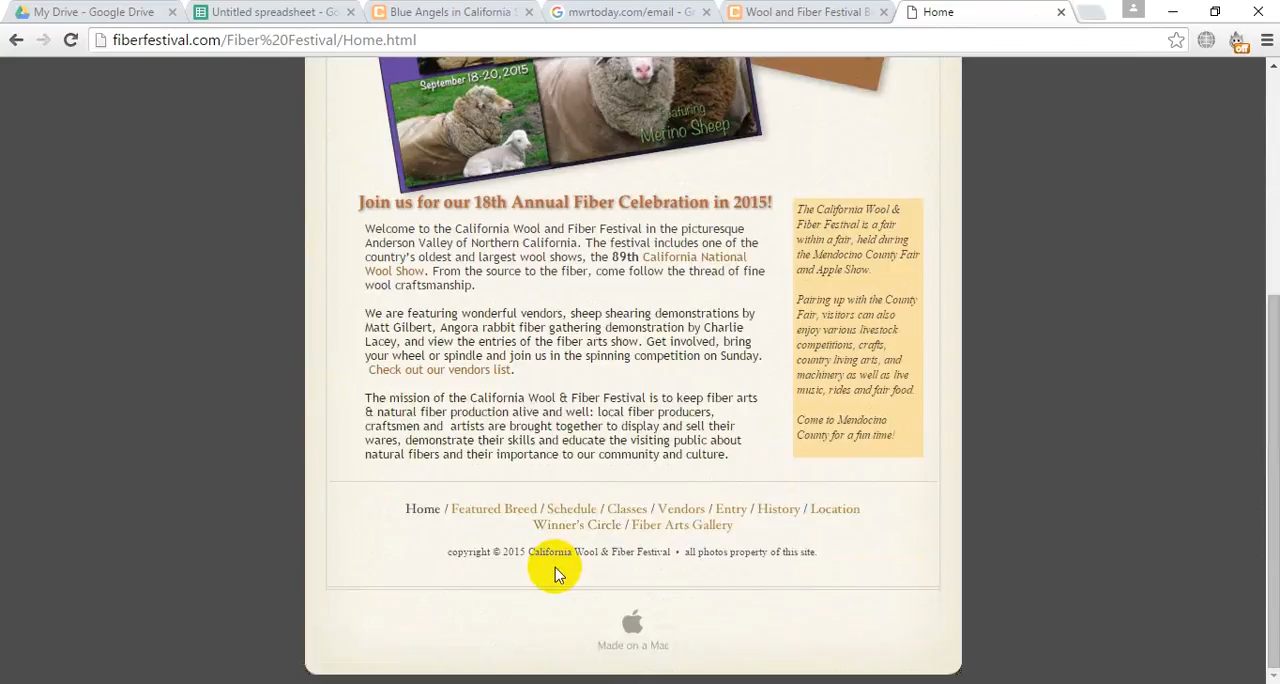 My Drive - Google Drive
Untitled spreadsheet - Go
Blue Angels in California S
mwrtoday.com/email - Gr
Wool and Fiber Festival B
Home
fiberfestival.com/Fiber%20Festival/Home.html
off
September 18-20, 2015
Featuring
Merino Sheep
Join us for our 18th Annual Fiber Celebration in 2015!
Welcome to the California Wool and Fiber Festival in the picturesque
Anderson Valley of Northern California. The festival includes one of the
country's oldest and largest wool shows, the 89th California National
Wool Show. From the source to the fiber, come follow the thread of fine
wool craftsmanship.
We are featuring wonderful vendors, sheep shearing demonstrations by
Matt Gilbert, Angora rabbit fiber gathering demonstration by Charlie
Lacey, and view the entries of the fiber arts show. Get involved, bring
your wheel or spindle and join us in the spinning competition on Sunday.
Check out our vendors list.
The mission of the California Wool & Fiber Festival is to keep fiber arts
& natural fiber production alive and well: local fiber producers,
craftsmen and artists are brought together to display and sell their
wares, demonstrate their skills and educate the visiting public about
natural fibers and their importance to our community and culture.
The California Wool &
Fiber Festival is a fair
within a fair, held during
the Mendocino County Fair
and Apple Show.
Pairing up with the County
Fair, visitors can also
enjoy various livestock
competitions, crafts,
country living arts, and
machinery as well as live
music, rides and fair food.
Come to Mendocino
County for a fun time!
Home / Featured Breed / Schedule / Classes / Vendors / Entry / History / Location
Winner's Circle / Fiber Arts Gallery
copyright © 2015 California Wool & Fiber Festival • all photos property of this site.
Made on a Mac